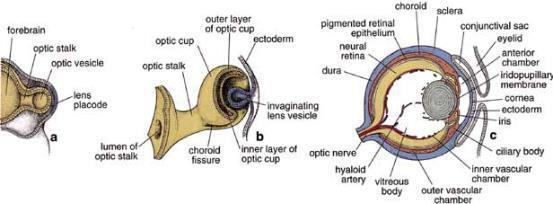 forebrain
optic stalk
optic vesicle
lens
placode
a
outer layer
of optic cup
optic cup
ectoderm
optic stalk
invaginating
lens vesicle
b
lumen of
optic stalk
choroid
fissure
inner layer of
optic cup
choroid
sclera
pigmented retinal
epithelium
conjunctival sac
eyelid
neural
retina
anterior
chamber
dura
iridopupillary
membrane
cornea
ectoderm
iris
c
optic nerve
ciliary body
hyaloid
artery
inner vascular
chamber
vitreous
body
outer vascular
chamber